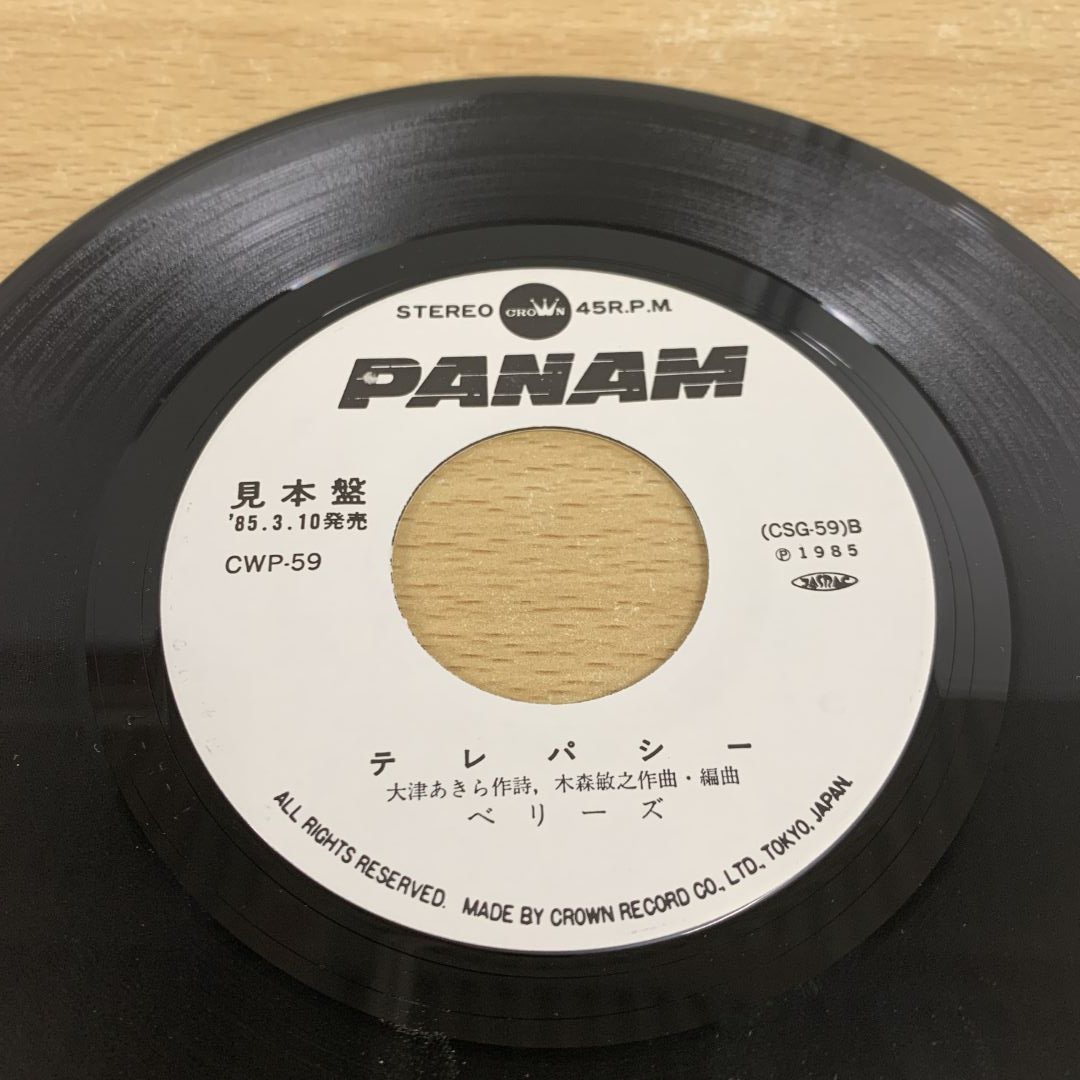 STEREO CROWN 45R.P.M.
PANAM
見本盤
'85.3.10発売
CWP-59
(CSG-59)B
Ⓟ 1985
JASRAC
テレパシー
大津あきら作詩, 木森敏之作曲・編曲
ベリーズ
ALL RIGHTS RESERVED. MADE BY CROWN RECORD CO., LTD., TOKYO, JAPAN.